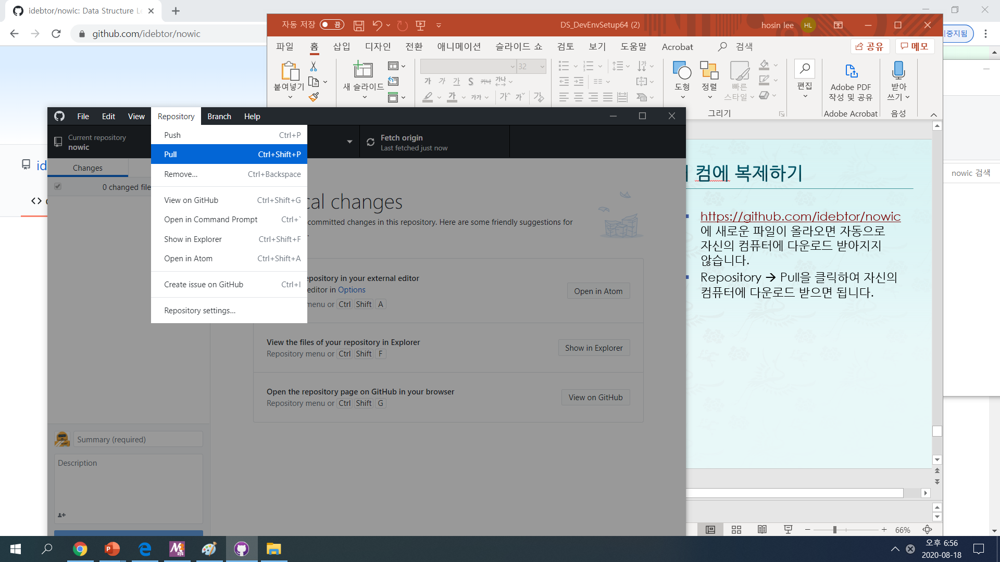 idebtor/nowic: Data Structure Le
github.com/idebtor/nowic
자동 저장
끔
DS_DevEnvSetup64 (2)
hosin lee
HL
파일
홈
삽입
디자인
전환
애니메이션
슬라이드 쇼
검토
보기
도움말
Acrobat
검색
공유
메모
붙여넣기
새 슬라이드
32
도형
정렬
빠른
스타일
편집
Adobe PDF
작성 및 공유
받아
쓰기
그리기
Adobe Acrobat
음성
File
Edit
View
Repository
Branch
Help
Current repository
nowic
Fetch origin
Last fetched just now
Push Ctrl+P
Pull Ctrl+Shift+P
Remove... Ctrl+Backspace
View on GitHub Ctrl+Shift+G
Open in Command Prompt Ctrl+`
Show in Explorer Ctrl+Shift+F
Open in Atom Ctrl+Shift+A
Create issue on GitHub Ctrl+I
Repository settings...
Changes
0 changed file
cal changes
committed changes in this repository. Here are some friendly suggestions for
repository in your external editor
editor in Options
menu or Ctrl Shift A
Open in Atom
View the files of your repository in Explorer
Repository menu or Ctrl Shift F
Show in Explorer
Open the repository page on GitHub in your browser
Repository menu or Ctrl Shift G
View on GitHub
Summary (required)
Description
id
컴에 복제하기
https://github.com/idebtor/nowic
에 새로운 파일이 올라오면 자동으로
자신의 컴퓨터에 다운로드 받아지지
않습니다.
Repository → Pull을 클릭하여 자신의
컴퓨터에 다운로드 받으면 됩니다.
nowic 검색
66%
오후 6:56
2020-08-18